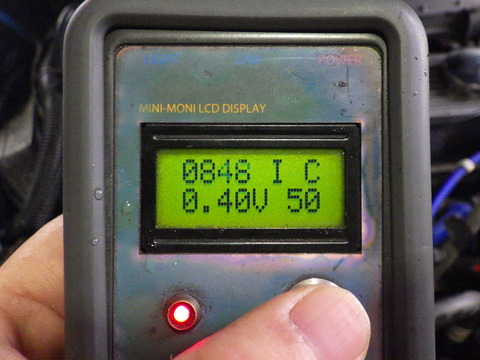 POWER
MINI-MONI LCD DISPLAY
0848 I C
0.40V 50